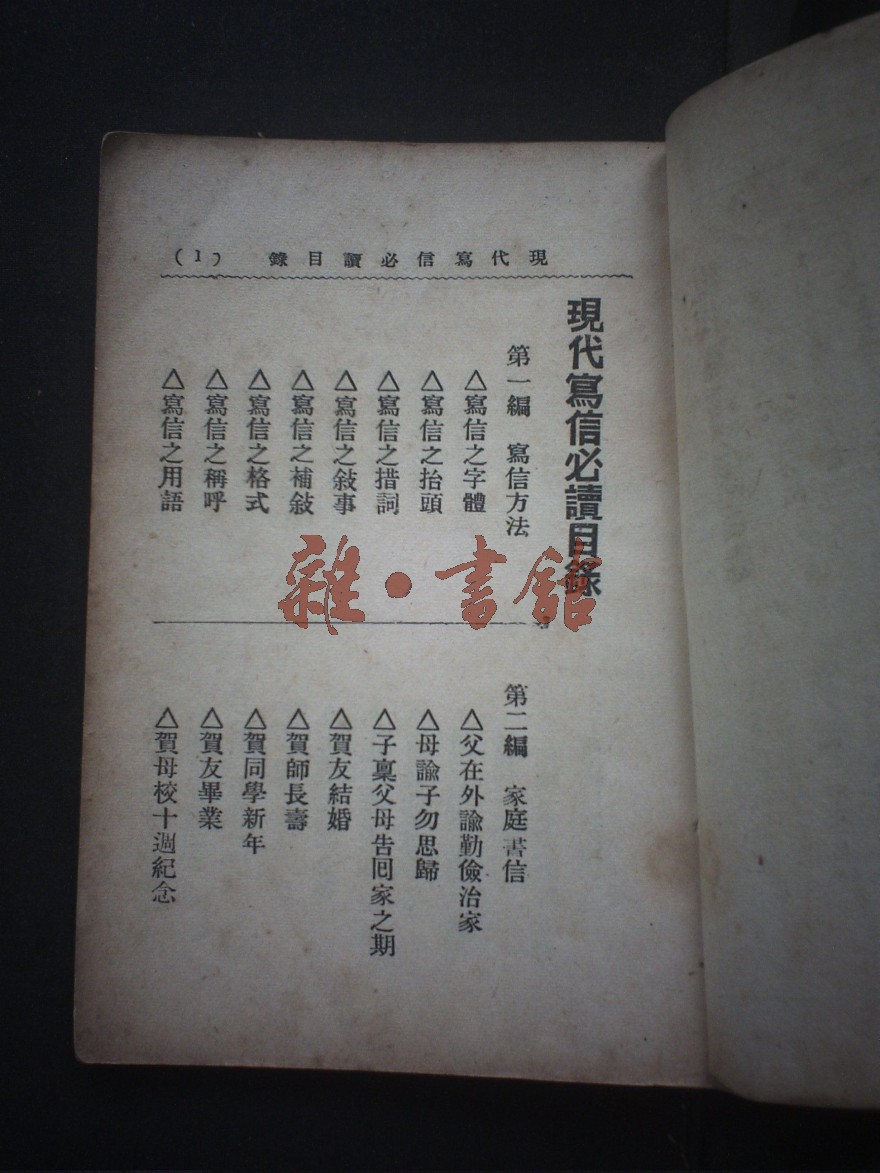 現代寫信必讀目錄 (1)
現代寫信必讀目錄
第一編 寫信方法
△寫信之字體
△寫信之抬頭
△寫信之措詞
△寫信之敍事
△寫信之補敍
△寫信之格式
△寫信之稱呼
△寫信之用語
第二編 家庭書信
△父在外諭勤儉治家
△母諭子勿思歸
△子稟父母告囘家之期
△賀友結婚
△賀師長壽
△賀同學新年
△賀友畢業
△賀母校十週紀念
雜·書館